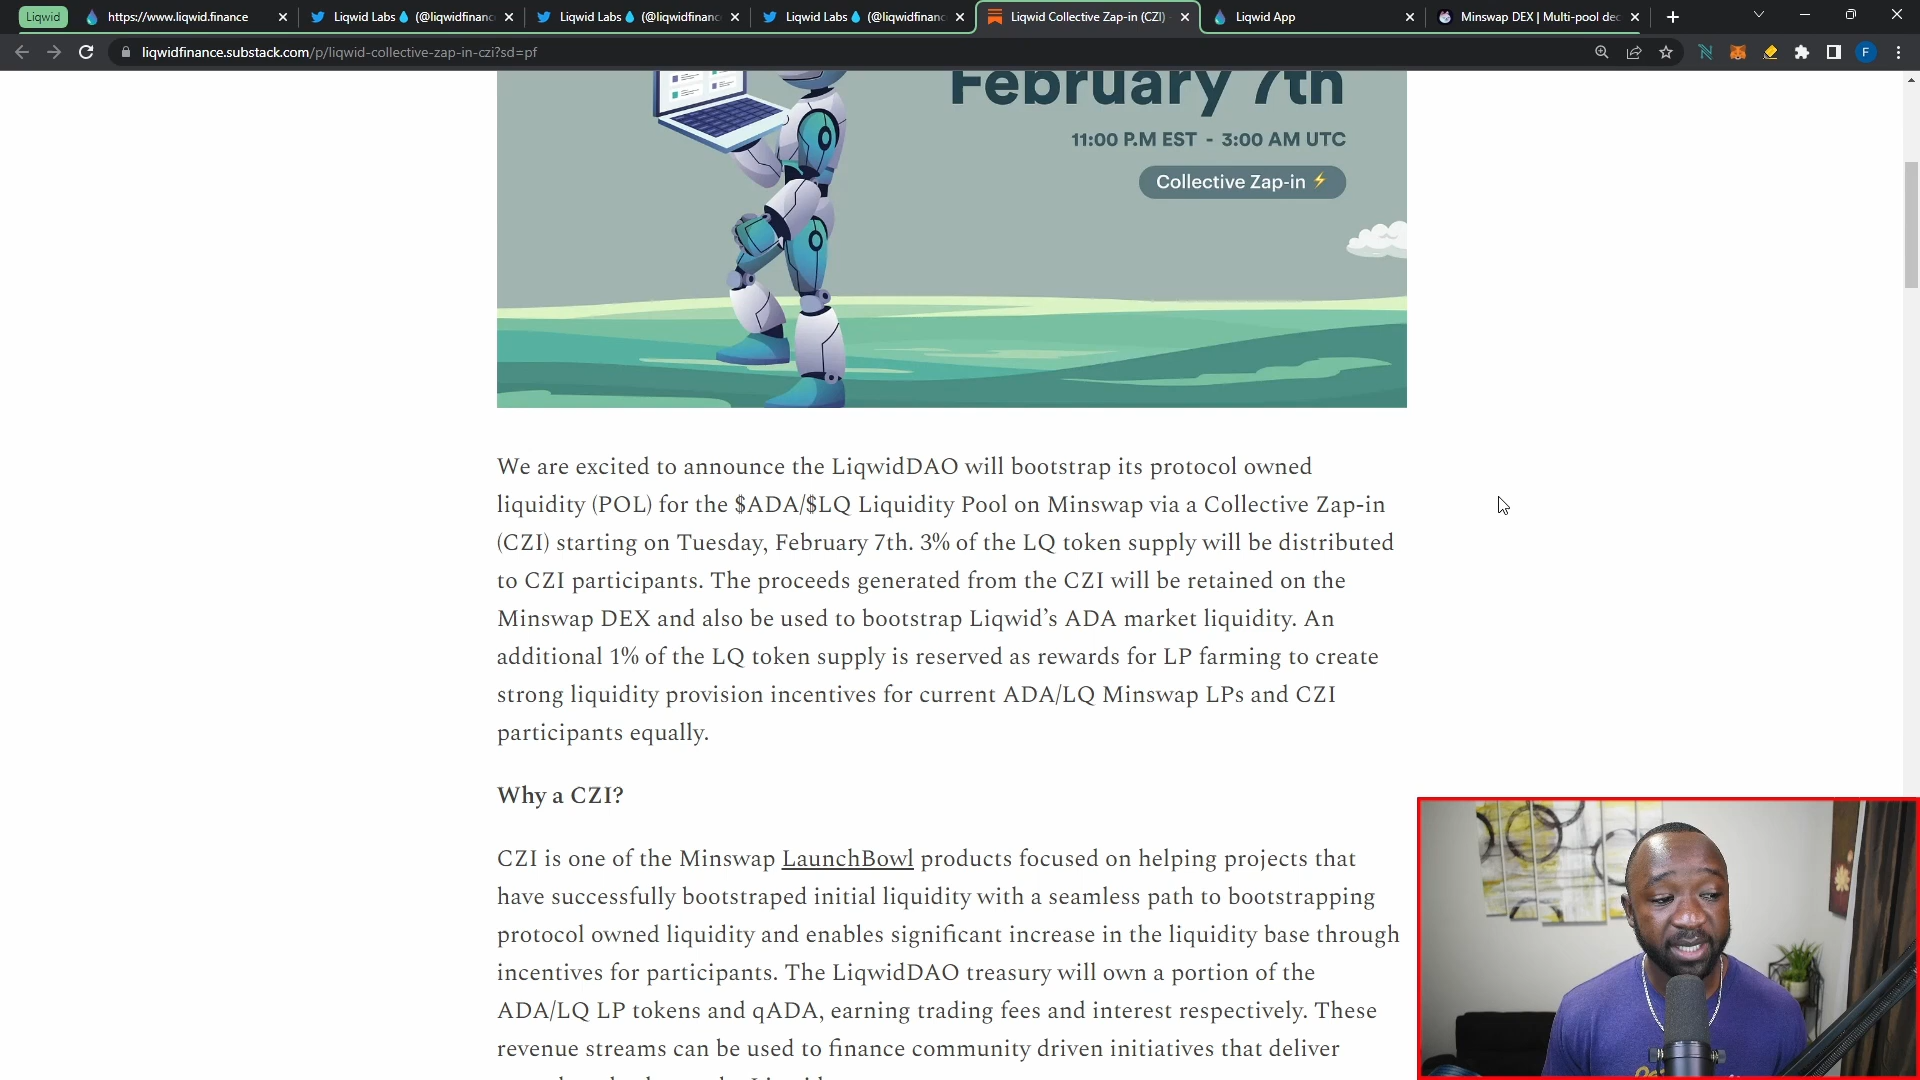 Liqwid
https://www.liqwid.finance
Liqwid Labs (@liqwidfinanc
Liqwid Labs (@liqwidfinanc
Liqwid Labs (@liqwidfinanc
Liqwid Collective Zap-in (CZI)
Liqwid App
Minswap DEX | Multi-pool dec
liqwidfinance.substack.com/p/liqwid-collective-zap-in-czi?sd=pf
F
February 7th
11:00 P.M EST - 3:00 AM UTC
Collective Zap-in ⚡
We are excited to announce the LiqwidDAO will bootstrap its protocol owned
liquidity (POL) for the $ADA/$LQ Liquidity Pool on Minswap via a Collective Zap-in
(CZI) starting on Tuesday, February 7th. 3% of the LQ token supply will be distributed
to CZI participants. The proceeds generated from the CZI will be retained on the
Minswap DEX and also be used to bootstrap Liqwid’s ADA market liquidity. An
additional 1% of the LQ token supply is reserved as rewards for LP farming to create
strong liquidity provision incentives for current ADA/LQ Minswap LPs and CZI
participants equally.
Why a CZI?
CZI is one of the Minswap LaunchBowl products focused on helping projects that
have successfully bootstraped initial liquidity with a seamless path to bootstrapping
protocol owned liquidity and enables significant increase in the liquidity base through
incentives for participants. The LiqwidDAO treasury will own a portion of the
ADA/LQ LP tokens and qADA, earning trading fees and interest respectively. These
revenue streams can be used to finance community driven initiatives that deliver